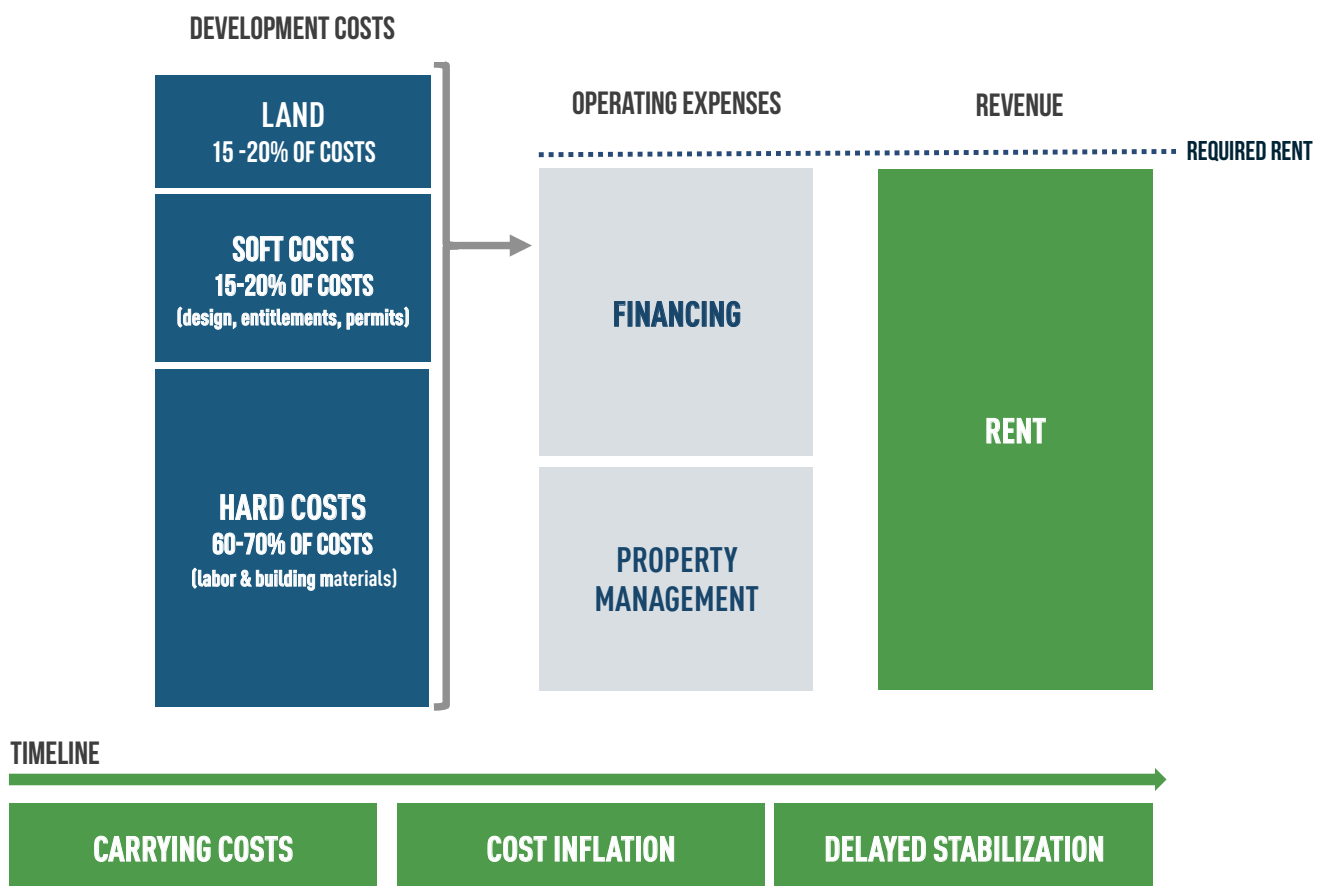 DEVELOPMENT COSTS
LAND
15 -20% OF COSTS
SOFT COSTS
15-20% OF COSTS
(design, entitlements, permits)
HARD COSTS
60-70% OF COSTS
(labor & building materials)
OPERATING EXPENSES
FINANCING
PROPERTY
MANAGEMENT
REVENUE
REQUIRED RENT
RENT
TIMELINE
CARRYING COSTS
COST INFLATION
DELAYED STABILIZATION